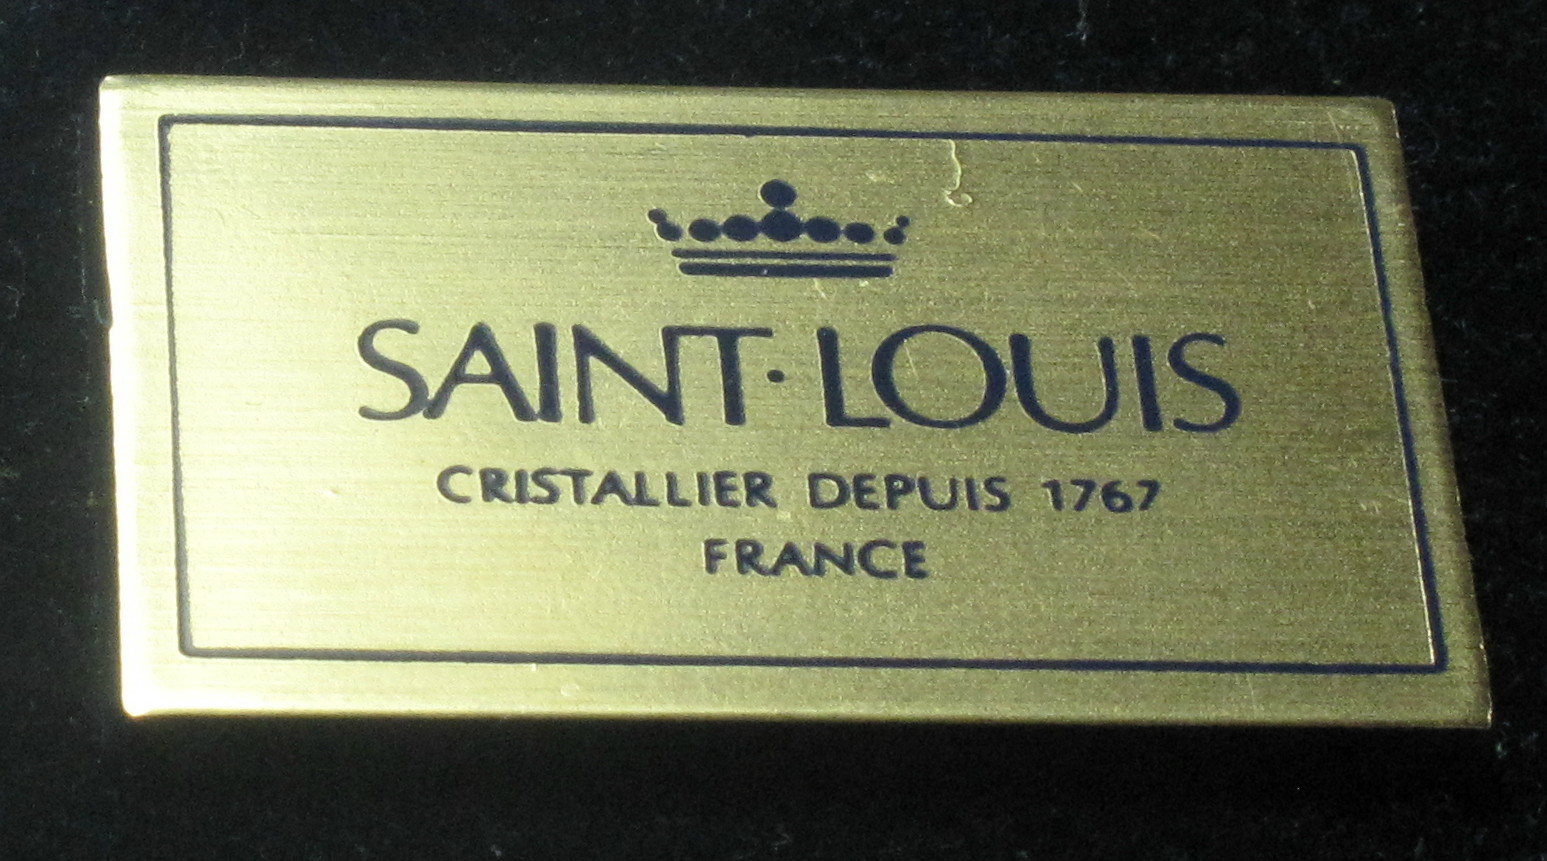 SAINT·LOUIS
CRISTALLIER DEPUIS 1767
FRANCE